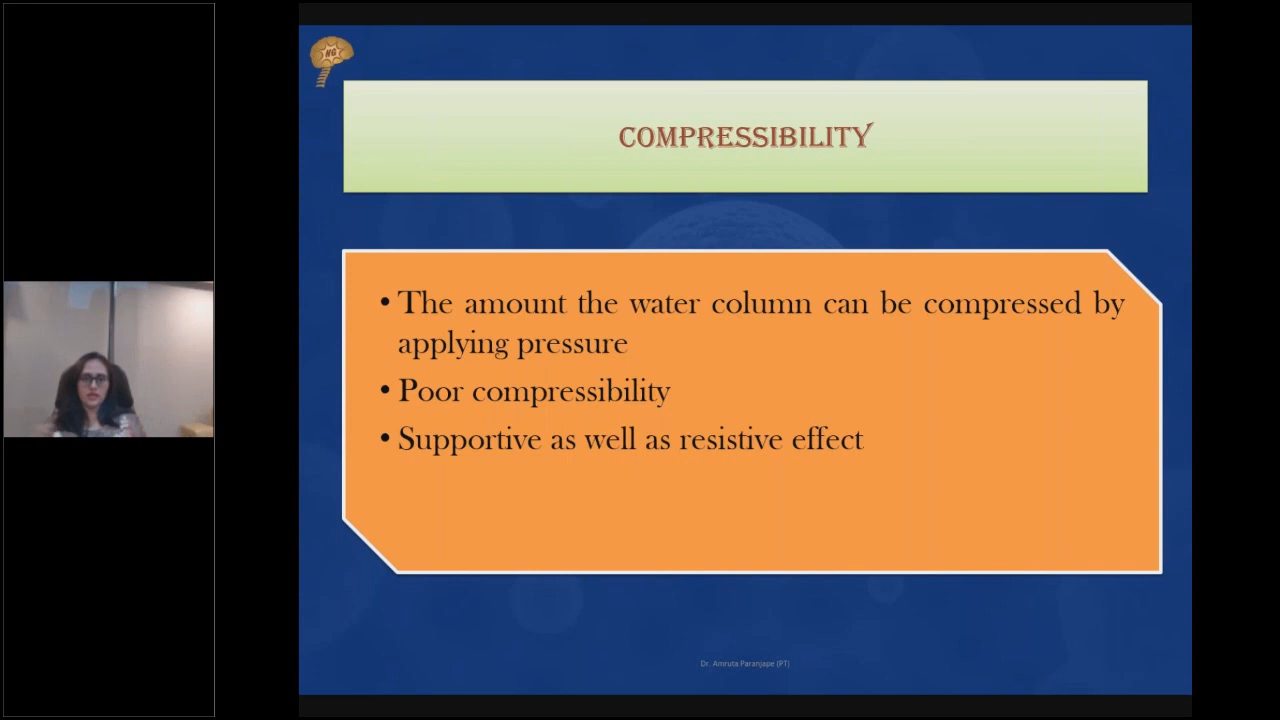 NG
COMPRESSIBILITY
• The amount the water column can be compressed by
applying pressure
• Poor compressibility
• Supportive as well as resistive effect
Dr. Amruta Paranjape (PT)